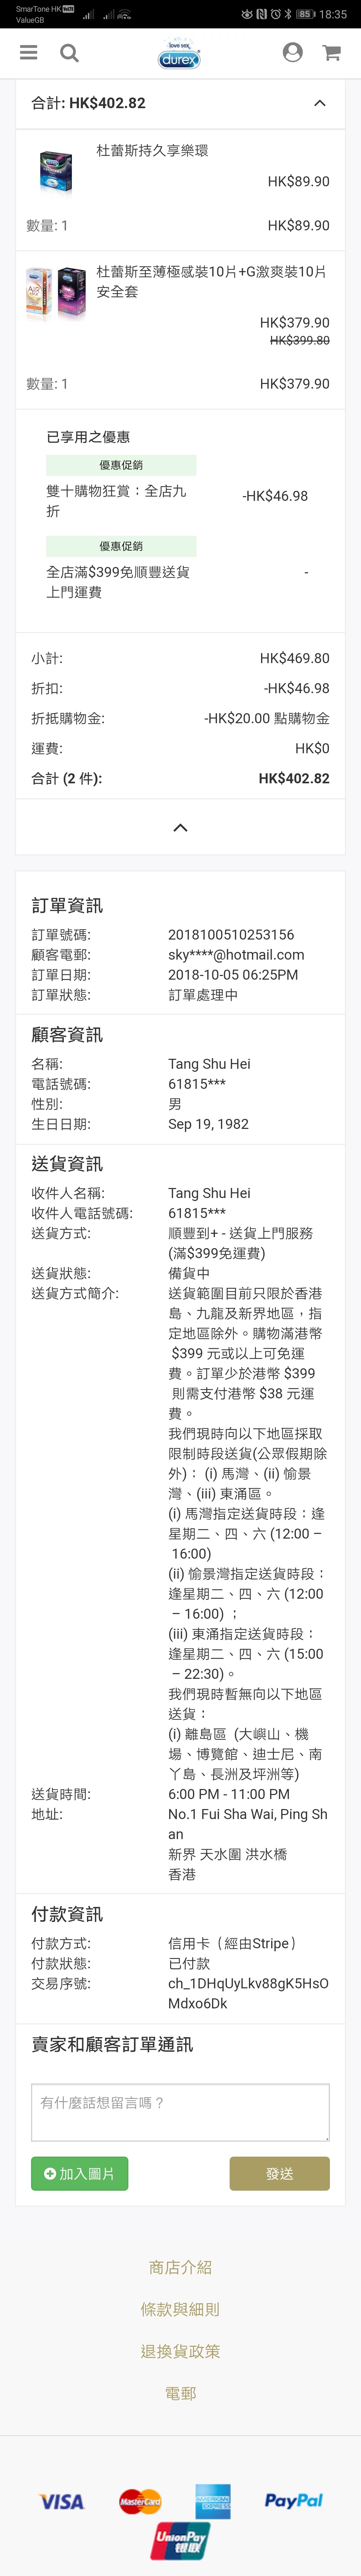 SmarTone HK WiFi
ValueGB
85 18:35
love sex
durex
合計: HK$402.82
杜蕾斯持久享樂環
HK$89.90
數量: 1 HK$89.90
杜蕾斯至薄極感裝10片+G激爽裝10片
安全套
HK$379.90
HK$399.80
數量: 1 HK$379.90
已享用之優惠
優惠促銷
雙十購物狂賞：全店九
折
-HK$46.98
優惠促銷
全店滿$399免順豐送貨
上門運費
-
小計: HK$469.80
折扣: -HK$46.98
折抵購物金: -HK$20.00 點購物金
運費: HK$0
合計 (2 件): HK$402.82
訂單資訊
訂單號碼: 2018100510253156
顧客電郵: sky****@hotmail.com
訂單日期: 2018-10-05 06:25PM
訂單狀態: 訂單處理中
顧客資訊
名稱: Tang Shu Hei
電話號碼: 61815***
性別: 男
生日日期: Sep 19, 1982
送貨資訊
收件人名稱: Tang Shu Hei
收件人電話號碼: 61815***
送貨方式: 順豐到+ - 送貨上門服務
(滿$399免運費)
送貨狀態: 備貨中
送貨方式簡介: 送貨範圍目前只限於香港
島、九龍及新界地區，指
定地區除外。購物滿港幣
$399 元或以上可免運
費。訂單少於港幣 $399
則需支付港幣 $38 元運
費。
我們現時向以下地區採取
限制時段送貨(公眾假期除
外)： (i) 馬灣、(ii) 愉景
灣、(iii) 東涌區。
(i) 馬灣指定送貨時段：逢
星期二、四、六 (12:00 –
16:00)
(ii) 愉景灣指定送貨時段：
逢星期二、四、六 (12:00
– 16:00) ；
(iii) 東涌指定送貨時段：
逢星期二、四、六 (15:00
– 22:30)。
我們現時暫無向以下地區
送貨：
(i) 離島區 (大嶼山、機
場、博覽館、迪士尼、南
丫島、長洲及坪洲等)
送貨時間: 6:00 PM - 11:00 PM
地址: No.1 Fui Sha Wai, Ping Sh
an
新界 天水圍 洪水橋
香港
付款資訊
付款方式: 信用卡（經由Stripe）
付款狀態: 已付款
交易序號: ch_1DHqUyLkv88gK5HsO
Mdxo6Dk
賣家和顧客訂單通訊
有什麼話想留言嗎？
加入圖片 發送
商店介紹
條款與細則
退換貨政策
電郵
VISA MasterCard AMERICAN EXPRESS PayPal
UnionPay
银联